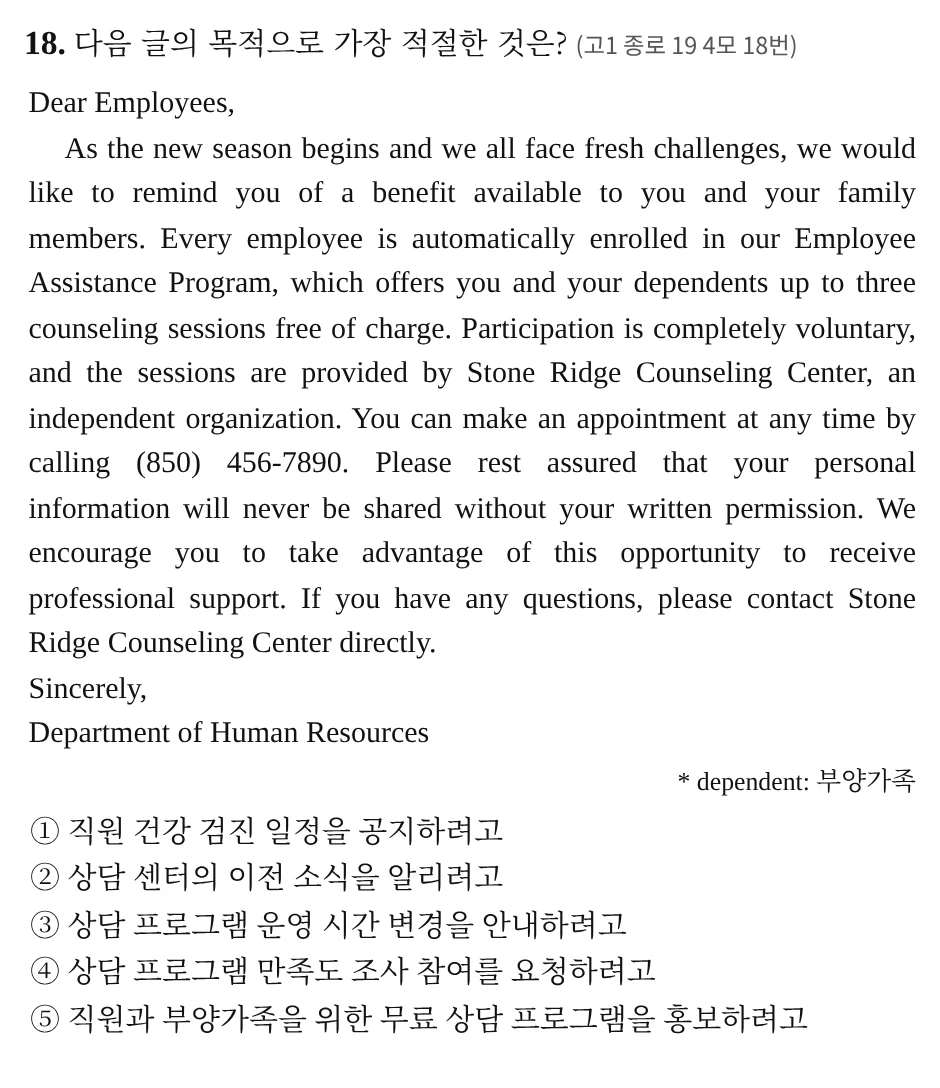 18. 다음 글의 목적으로 가장 적절한 것은? (고1 종로 19 4모 18번)
Dear Employees,
As the new season begins and we all face fresh challenges, we would
like to remind you of a benefit available to you and your family
members. Every employee is automatically enrolled in our Employee
Assistance Program, which offers you and your dependents up to three
counseling sessions free of charge. Participation is completely voluntary,
and the sessions are provided by Stone Ridge Counseling Center, an
independent organization. You can make an appointment at any time by
calling (850) 456-7890. Please rest assured that your personal
information will never be shared without your written permission. We
encourage you to take advantage of this opportunity to receive
professional support. If you have any questions, please contact Stone
Ridge Counseling Center directly.
Sincerely,
Department of Human Resources
* dependent: 부양가족
① 직원 건강 검진 일정을 공지하려고
② 상담 센터의 이전 소식을 알리려고
③ 상담 프로그램 운영 시간 변경을 안내하려고
④ 상담 프로그램 만족도 조사 참여를 요청하려고
⑤ 직원과 부양가족을 위한 무료 상담 프로그램을 홍보하려고